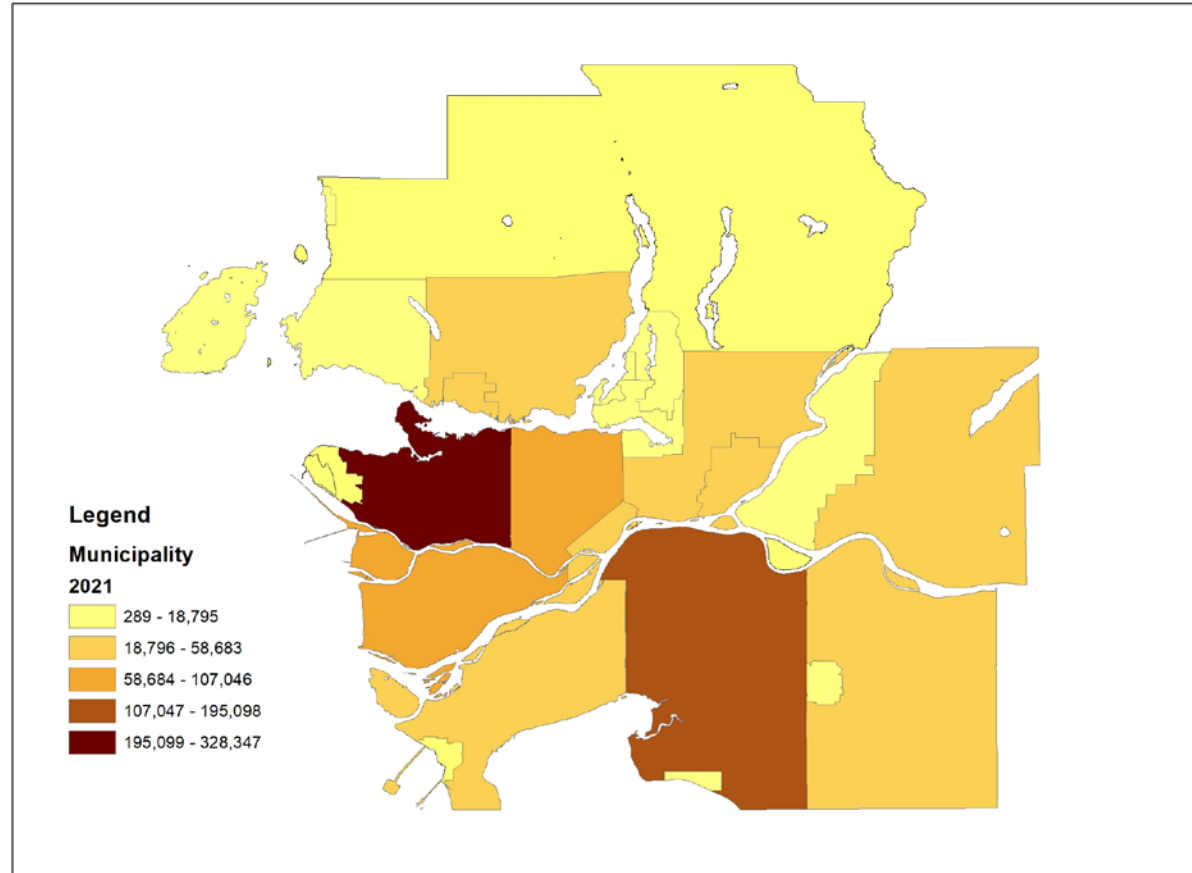 Legend
Municipality
2021
289 - 18,795
18,796 - 58,683
58,684 - 107,046
107,047 - 195,098
195,099 - 328,347